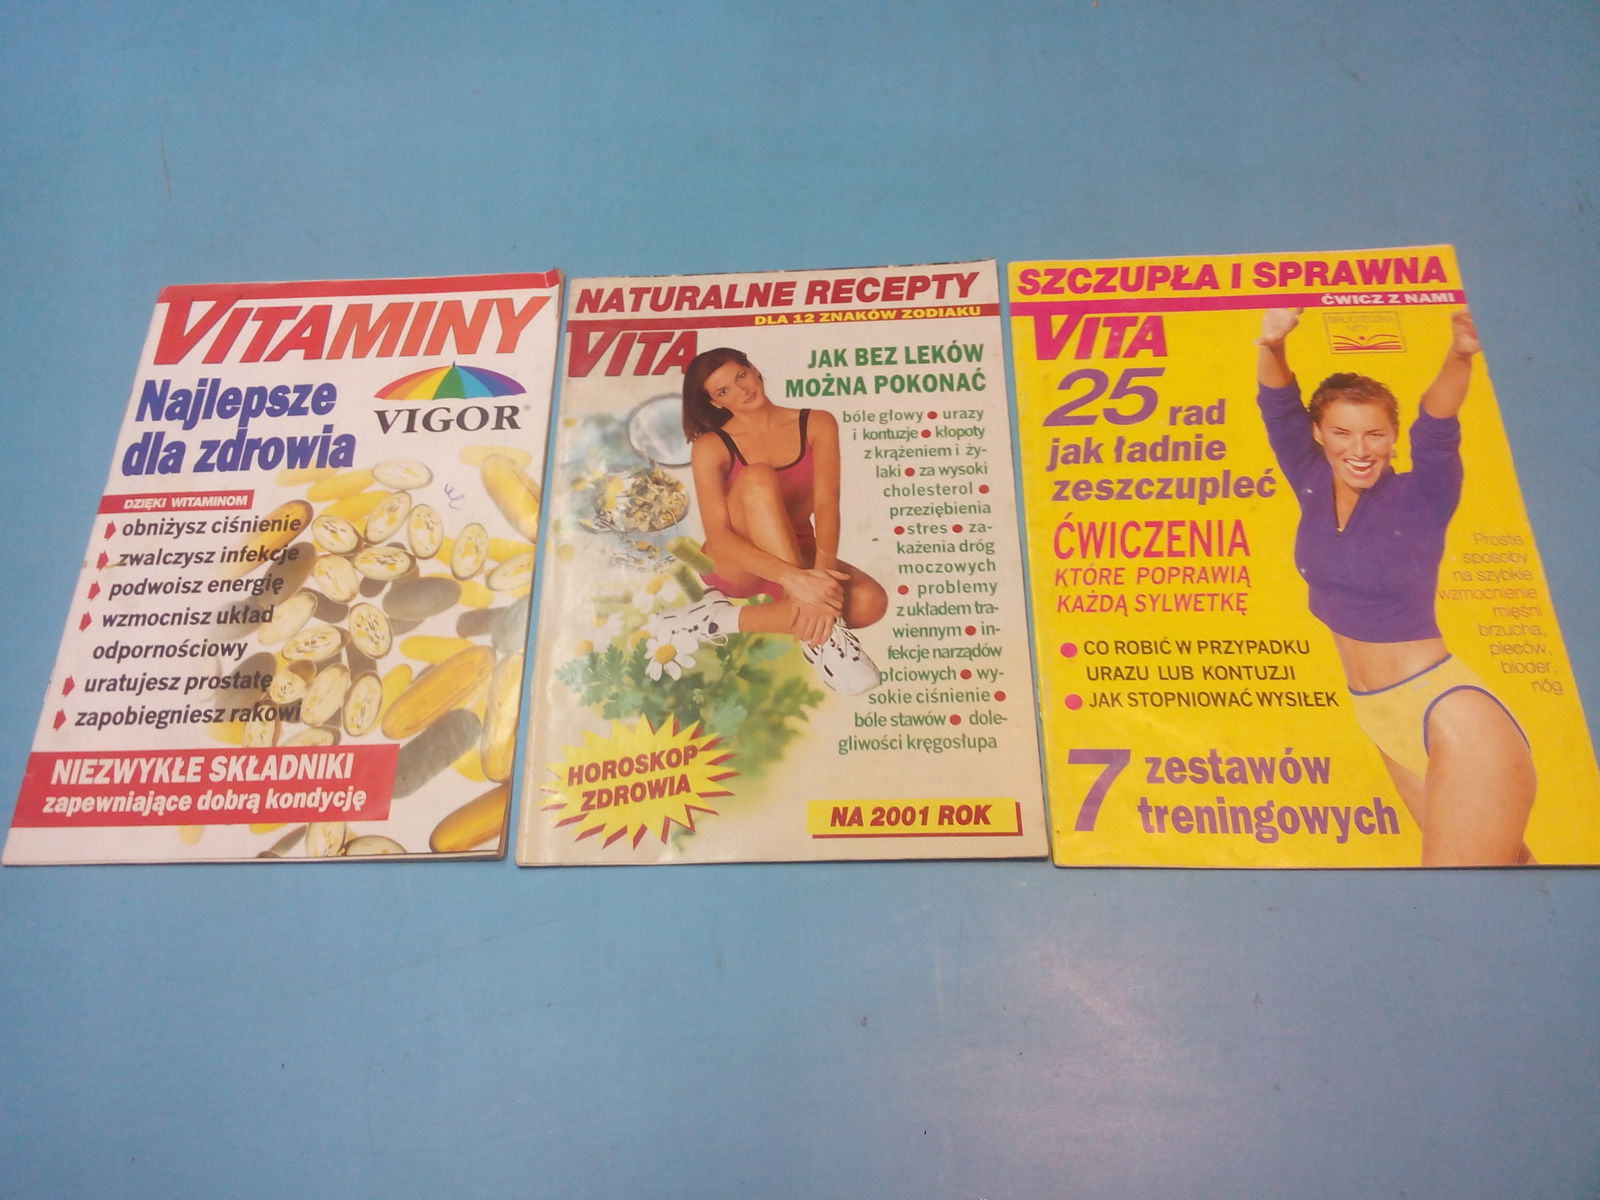 VITAMINY
Najlepsze
dla zdrowia
VIGOR®
DZIĘKI WITAMINOM
obniżysz ciśnienie
zwalczysz infekcje
podwoisz energię
wzmocnisz układ
odpornościowy
uratujesz prostatę
zapobiegniesz rakowi
NIEZWYKŁE SKŁADNIKI
zapewniające dobrą kondycję
NATURALNE RECEPTY
DLA 12 ZNAKÓW ZODIAKU
VITA
JAK BEZ LEKÓW
MOŻNA POKONAĆ
bóle głowy ● urazy
i kontuzje ● kłopoty
z krążeniem i ży-
laki ● za wysoki
cholesterol ●
przeziębienia
● stres ● za-
każenia dróg
moczowych
● problemy
z układem tra-
wiennym ● in-
fekcje narządów
płciowych ● wy-
sokie ciśnienie ●
bóle stawów ● dole-
gliwości kręgosłupa
HOROSKOP
ZDROWIA
NA 2001 ROK
SZCZUPŁA I SPRAWNA
ĆWICZ Z NAMI
VITA
BIBLIOTECZKA
VITY
25 rad
jak ładnie
zeszczupleć
ĆWICZENIA
KTÓRE POPRAWIĄ
KAŻDĄ SYLWETKĘ
● CO ROBIĆ W PRZYPADKU
URAZU LUB KONTUZJI
● JAK STOPNIOWAĆ WYSIŁEK
Proste
sposoby
na szybkie
wzmocnienie
mięśni
brzucha,
pleców,
bioder,
nóg
7 zestawów
treningowych